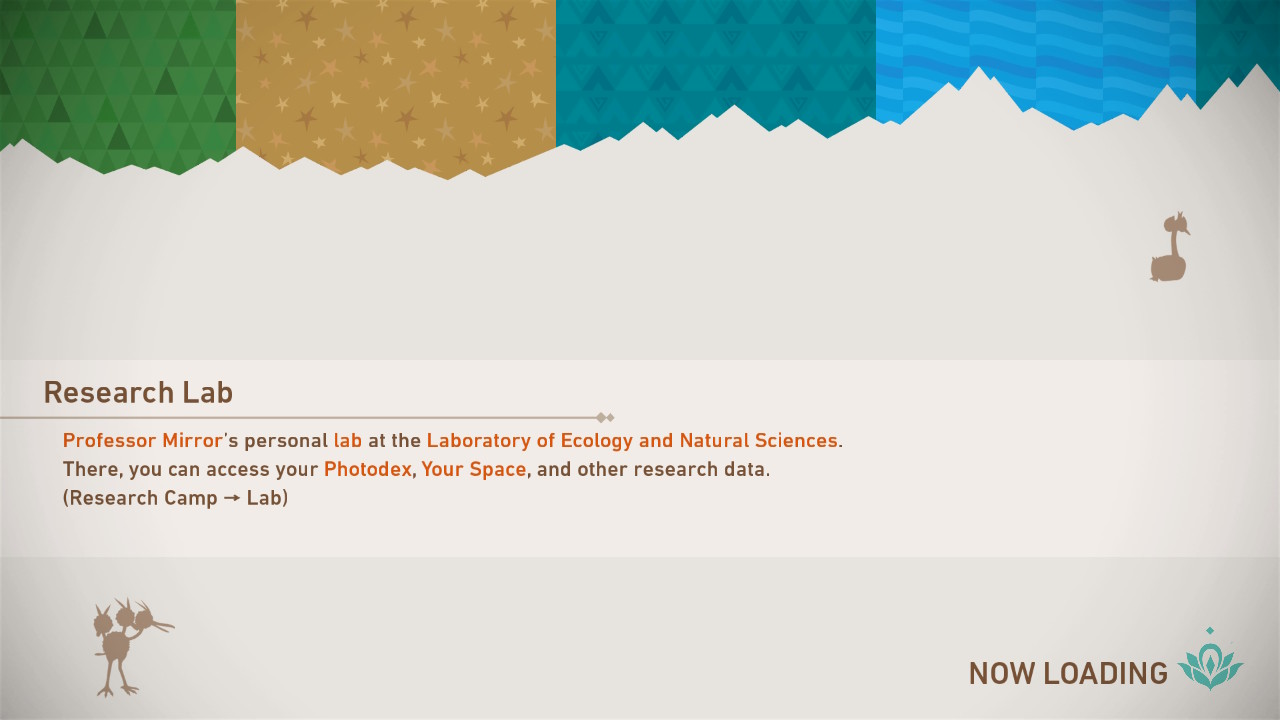 Research Lab
Professor Mirror's personal lab at the Laboratory of Ecology and Natural Sciences.
There, you can access your Photodex, Your Space, and other research data.
(Research Camp → Lab)
NOW LOADING